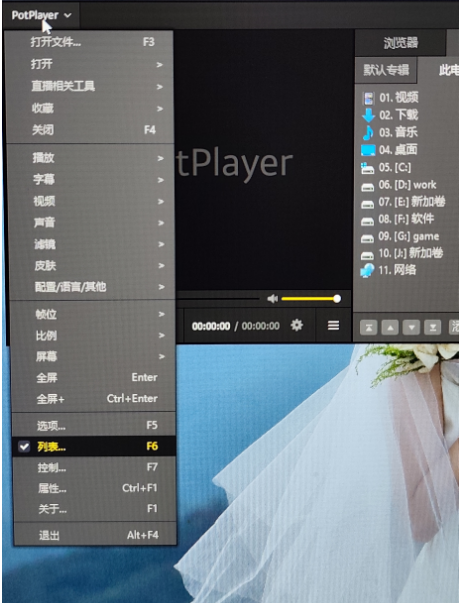 PotPlayer
打开文件... F3
打开 >
直播相关工具 >
收藏 >
关闭 F4
播放 >
字幕 >
视频 >
声音 >
滤镜 >
皮肤 >
配置/语言/其他 >
帧位 >
比例 >
屏幕 >
全屏 Enter
全屏+ Ctrl+Enter
选项... F5
列表... F6
控制... F7
属性... Ctrl+F1
关于... F1
退出 Alt+F4
tPlayer
00:00:00 / 00:00:00
浏览器
默认专辑 此电
01. 视频
02. 下载
03. 音乐
04. 桌面
05. [C:]
06. [D:] work
07. [E:] 新加卷
08. [F:] 软件
09. [G:] game
10. [J:] 新加卷
11. 网络